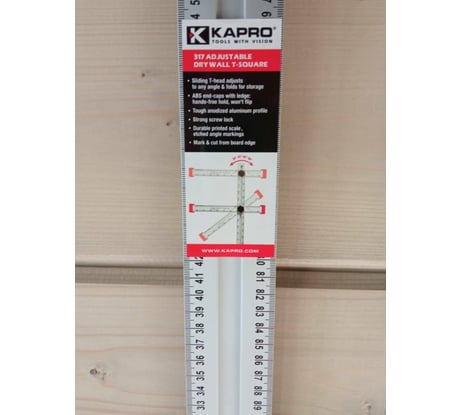 KAPRO®
TOOLS WITH VISION
317 ADJUSTABLE
DRYWALL T-SQUARE
• Sliding T-head adjusts
to any angle & folds for storage
• ABS end-caps with ledge:
hands-free hold, won't flip
• Tough anodized aluminum profile
• Strong screw lock
• Durable printed scale,
etched angle markings
• Mark & cut from board edge
WWW.KAPRO.COM
42
41
40
39
38
37
36
35
34
33
81
82
83
84
85
86
87
88
89